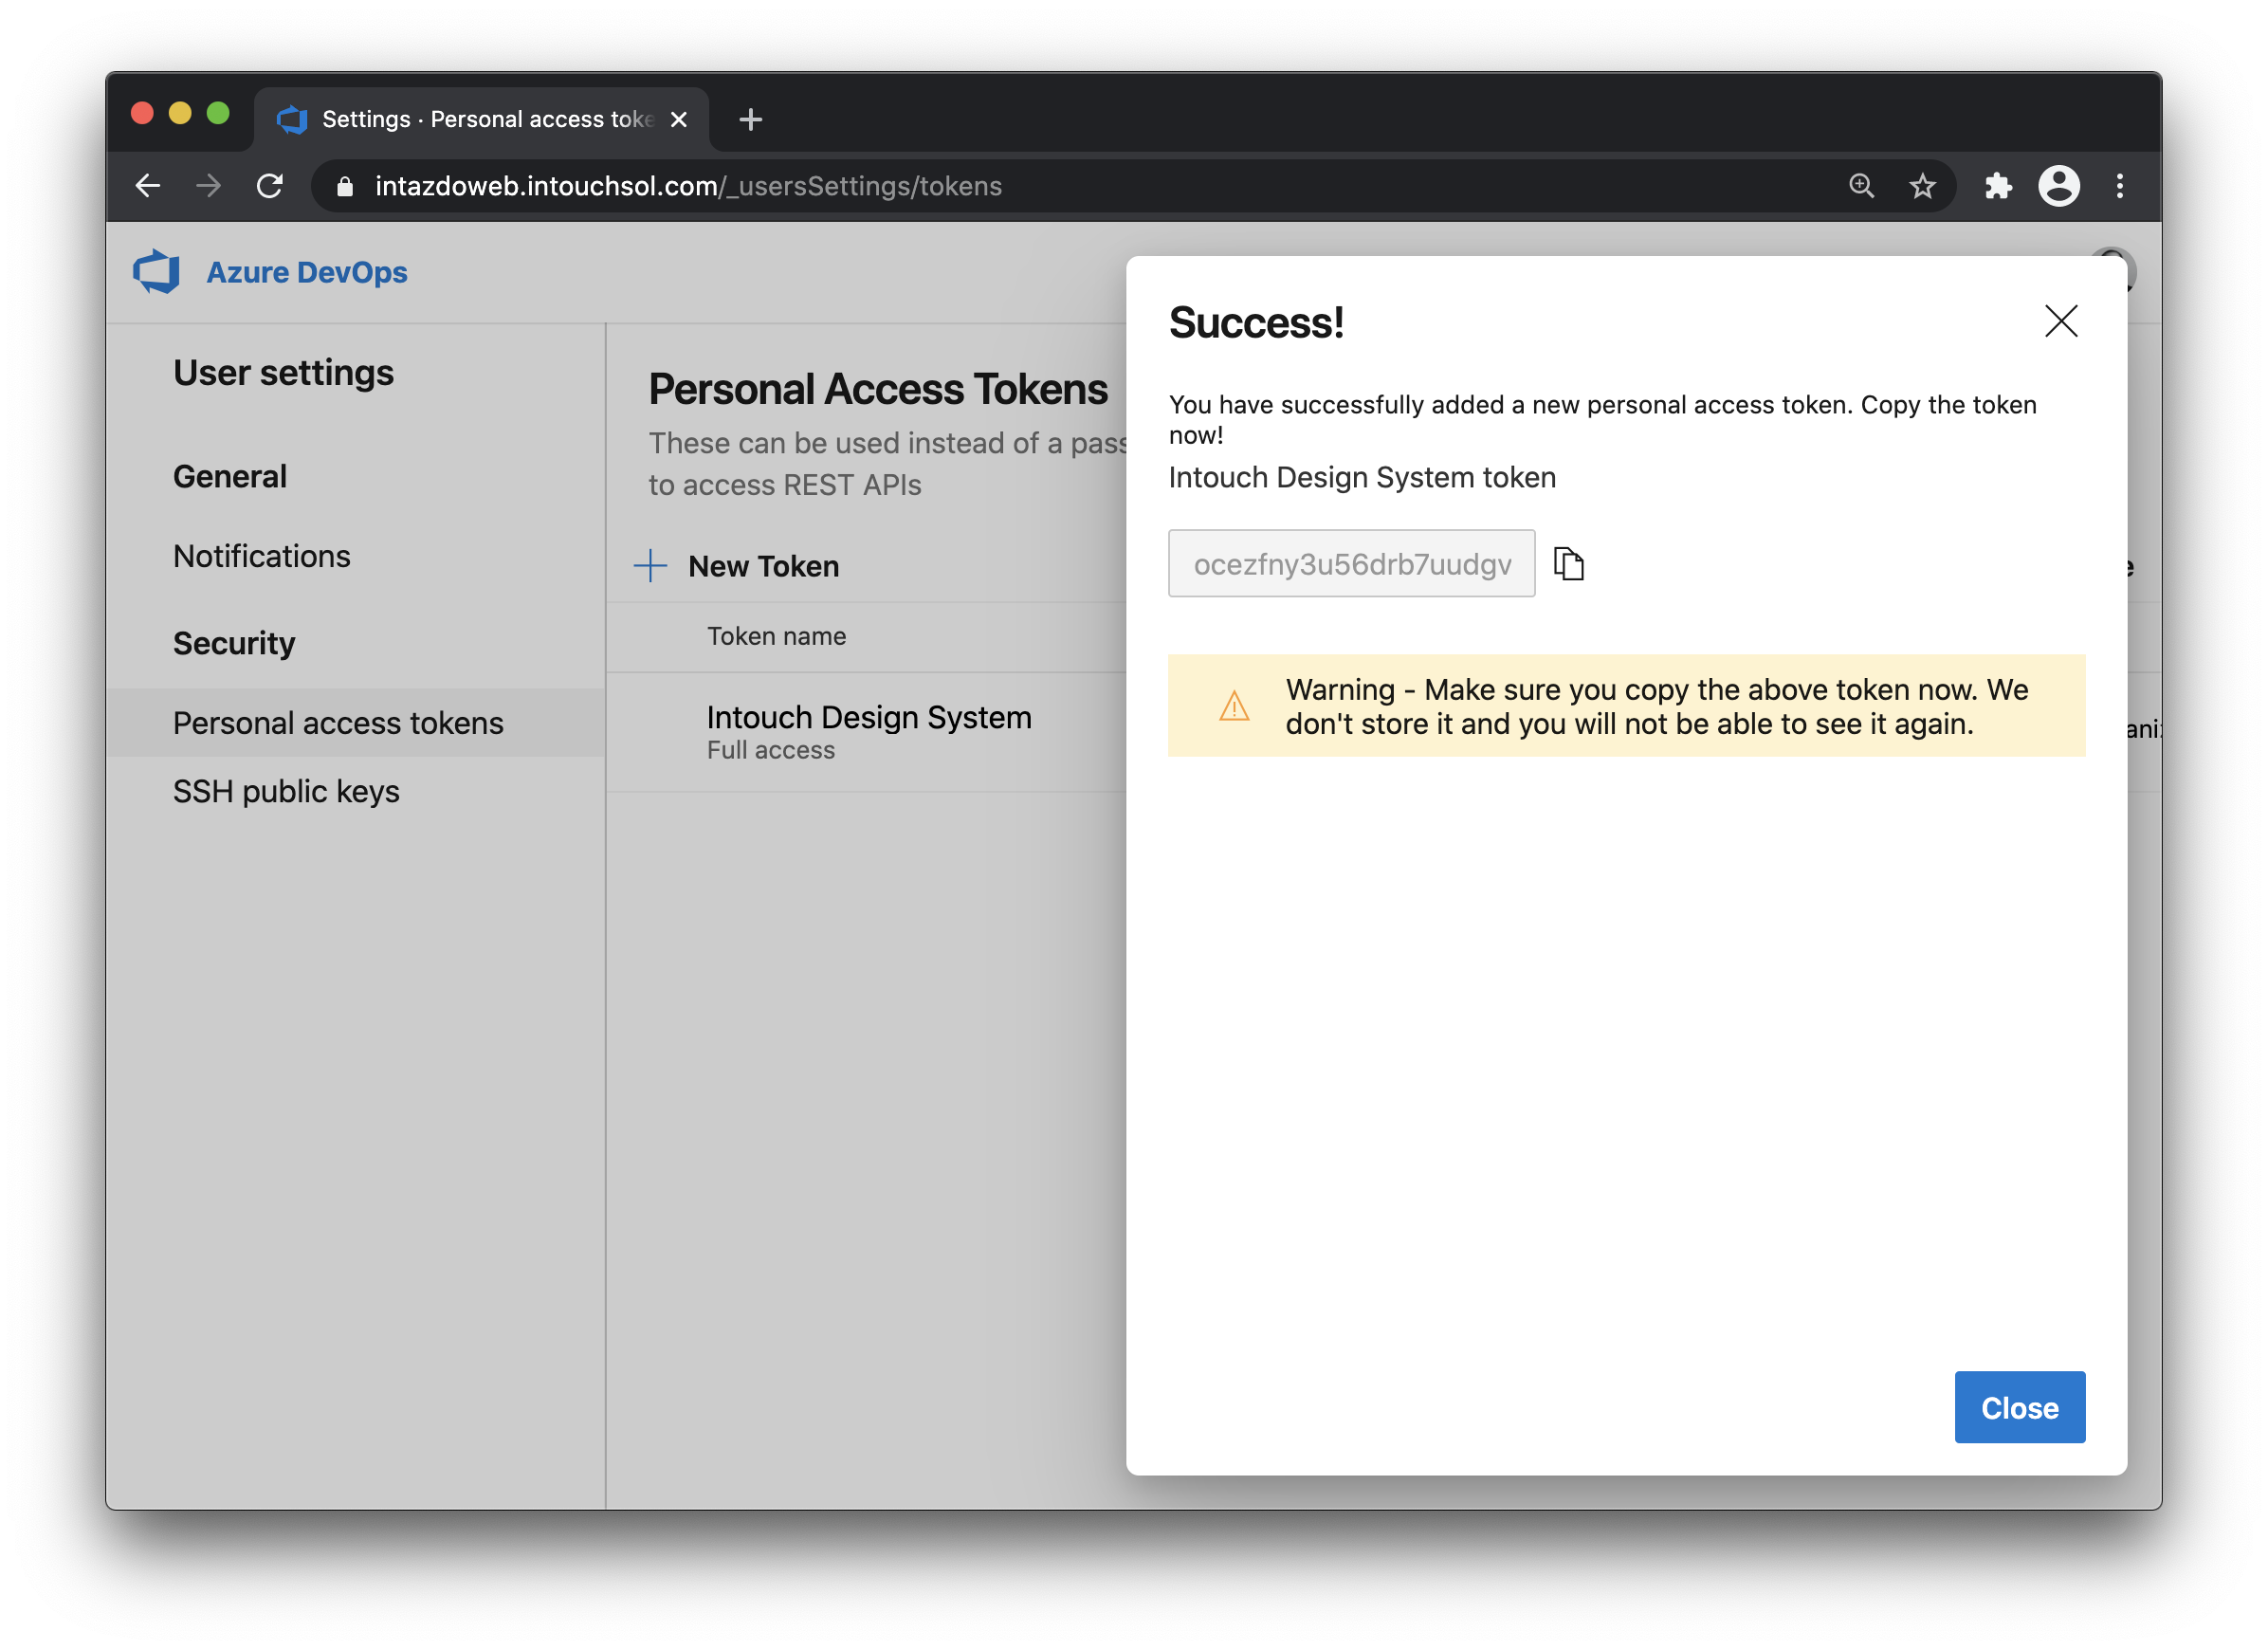 Settings · Personal access toke
intazdoweb.intouchsol.com/_usersSettings/tokens
Azure DevOps
User settings
General
Notifications
Security
Personal access tokens
SSH public keys
Personal Access Tokens
These can be used instead of a pass
to access REST APIs
New Token
Token name
Intouch Design System
Full access
Success!
You have successfully added a new personal access token. Copy the token
now!
Intouch Design System token
ocezfny3u56drb7uudgv
Warning - Make sure you copy the above token now. We
don't store it and you will not be able to see it again.
Close